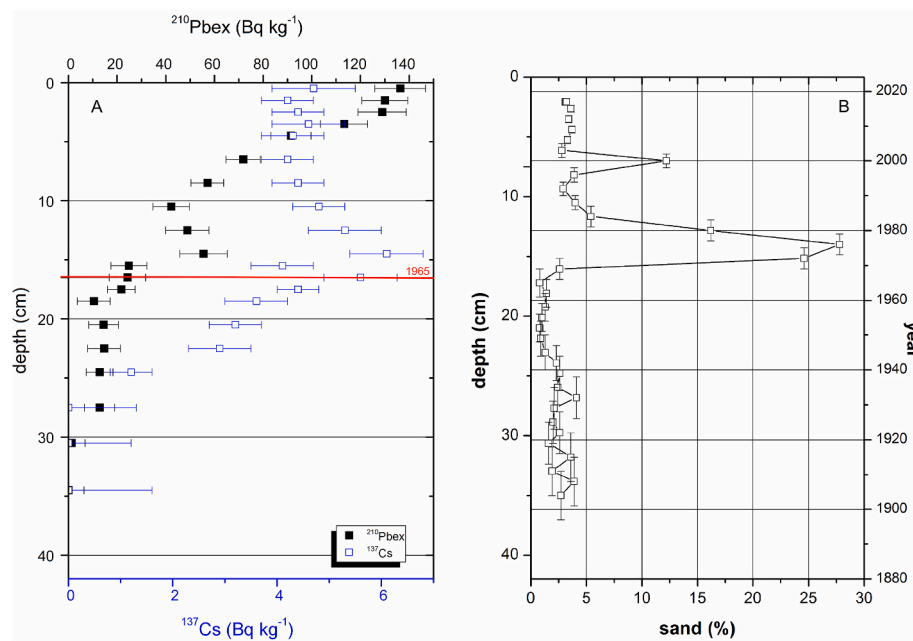 ²¹⁰Pbex (Bq kg⁻¹)
0 20 40 60 80 100 120 140
A
0
10
20
30
40
depth (cm)
1965
²¹⁰Pbex
¹³⁷Cs
0 2 4 6
¹³⁷Cs (Bq kg⁻¹)
B
0
10
20
30
40
depth (cm)
2020
2000
1980
1960
1940
1920
1900
1880
year
0 5 10 15 20 25 30
sand (%)